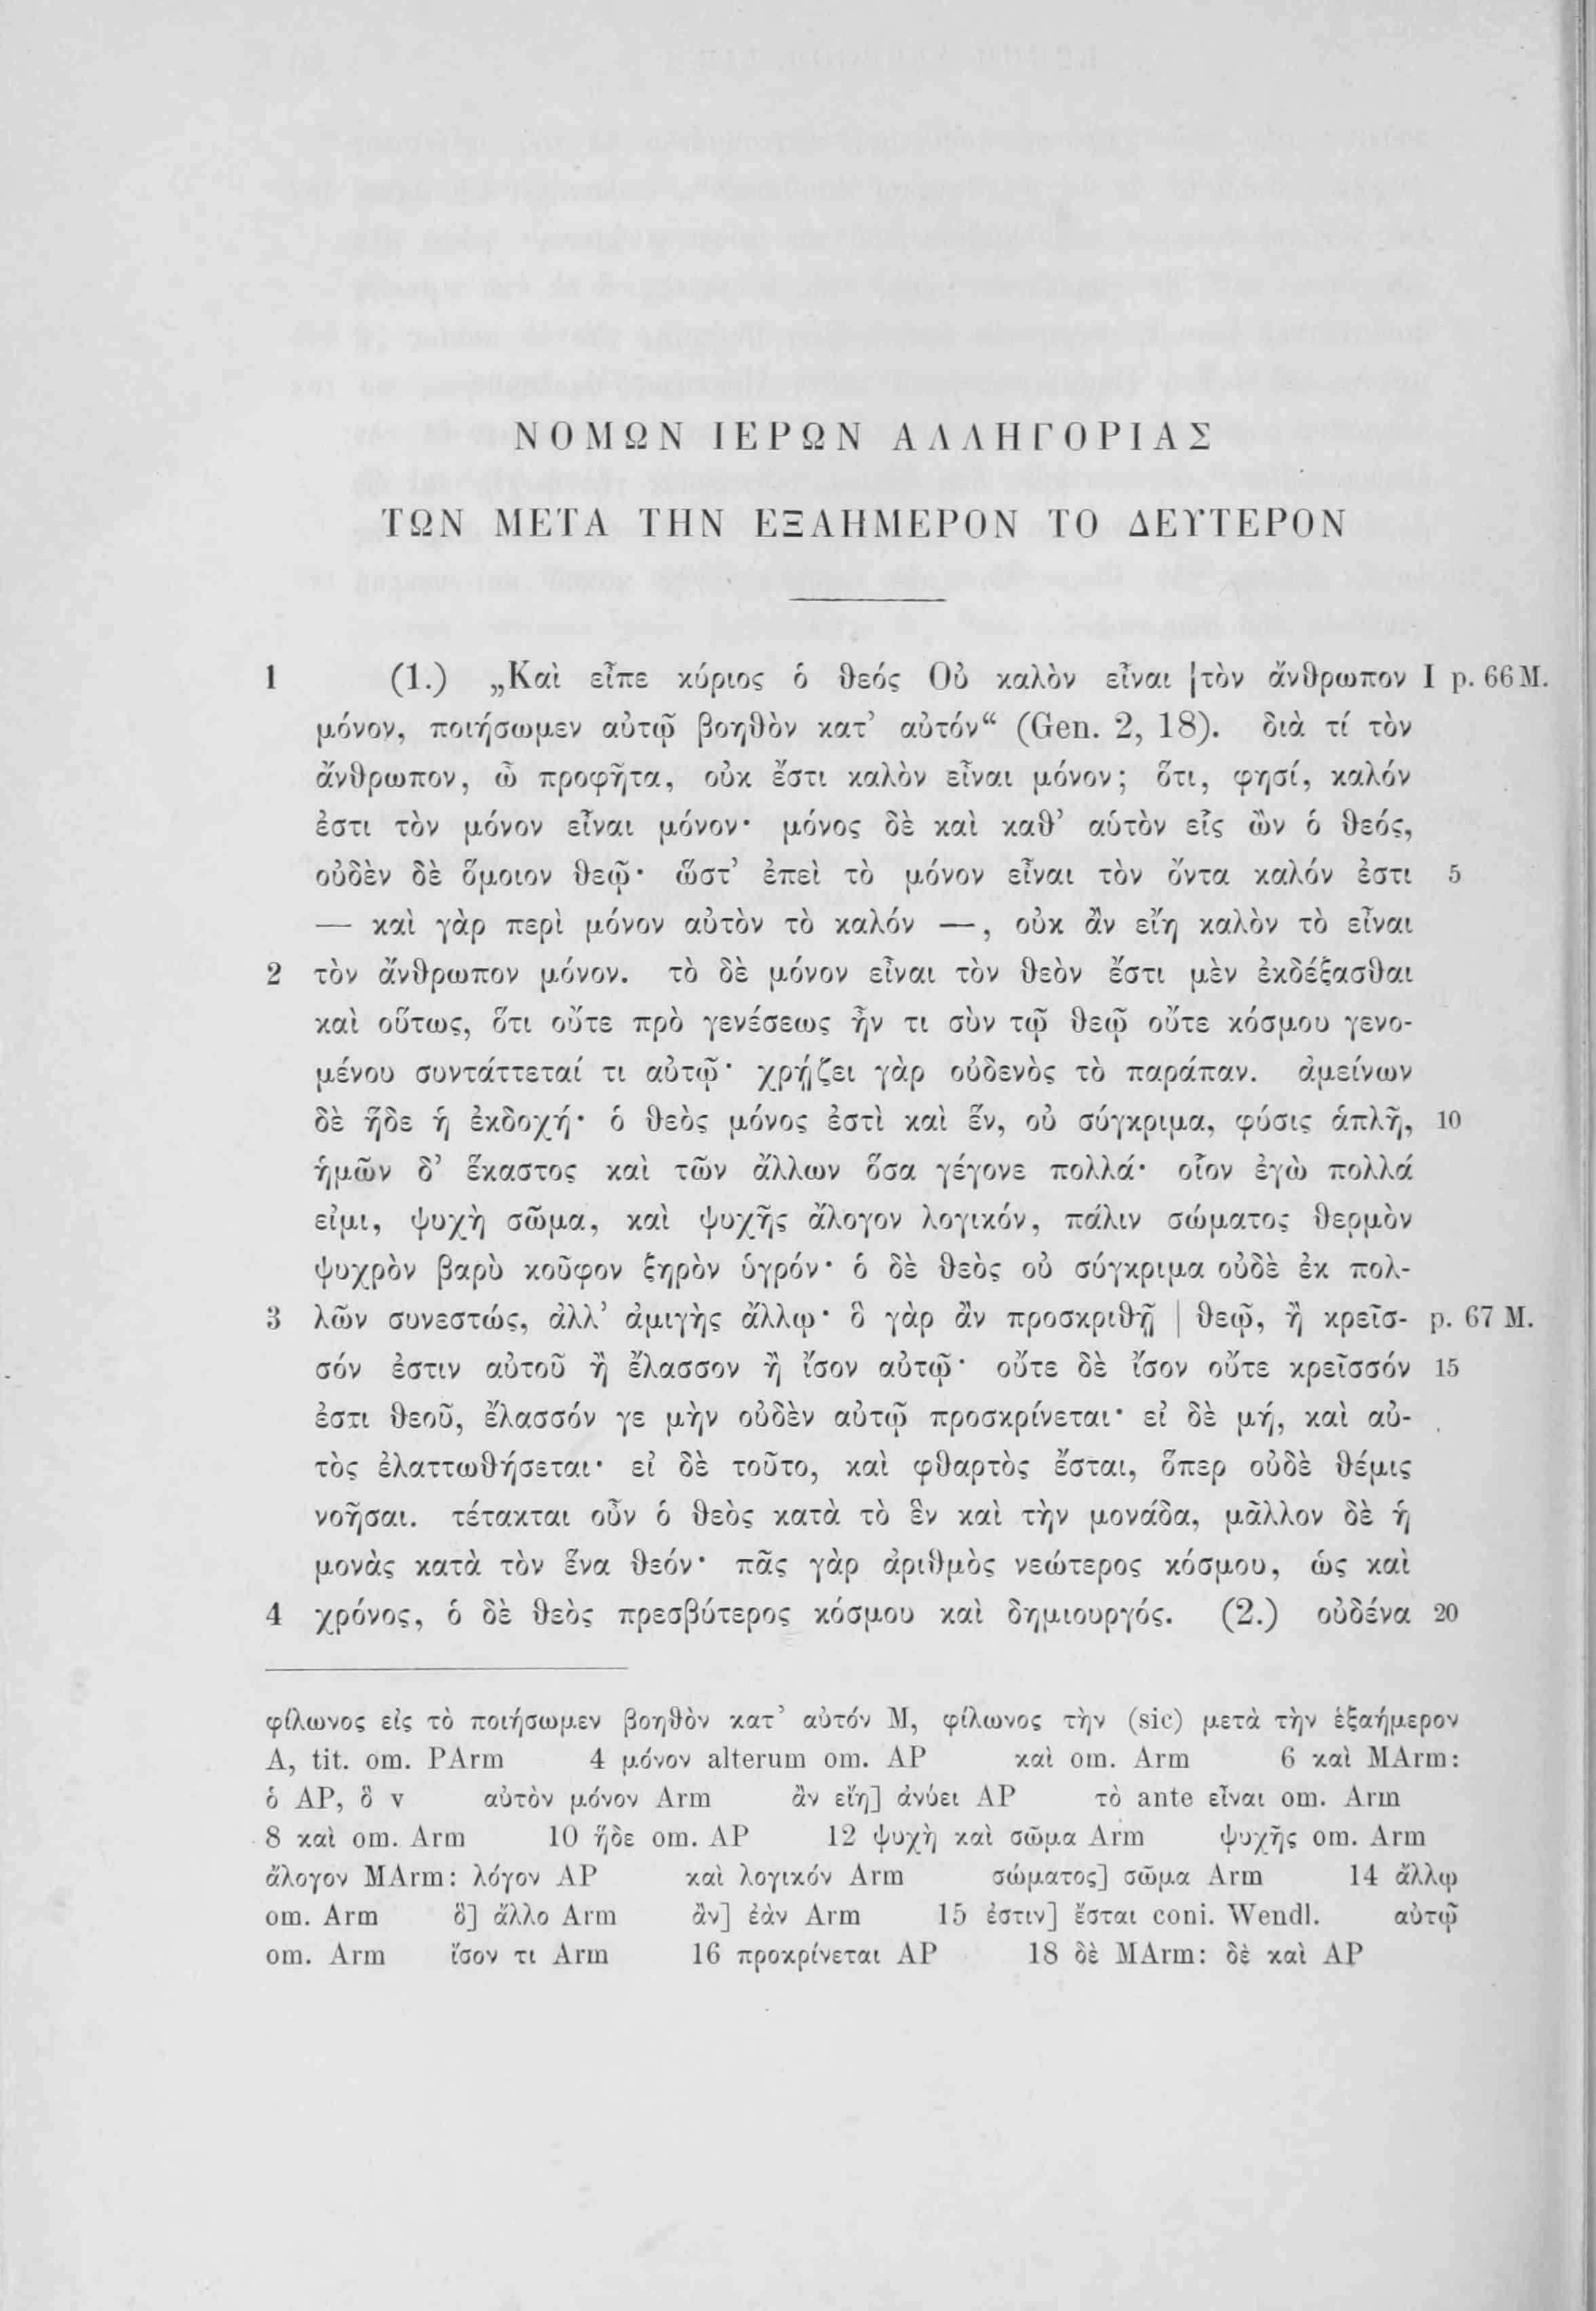 ΝΟΜΩΝ ΙΕΡΩΝ ΑΛΛΗΓΟΡΙΑΣ
ΤΩΝ ΜΕΤΑ ΤΗΝ ΕΞΑΗΜΕΡΟΝ ΤΟ ΔΕΥΤΕΡΟΝ
1 (1.) „Καὶ εἶπε κύριος ὁ θεός Οὐ καλὸν εἶναι |τὸν ἄνθρωπον I p. 66 M.
μόνον, ποιήσωμεν αὐτῷ βοηθὸν κατ’ αὐτόν“ (Gen. 2, 18). διὰ τί τὸν
ἄνθρωπον, ὦ προφῆτα, οὐκ ἔστι καλὸν εἶναι μόνον; ὅτι, φησί, καλόν
ἐστι τὸν μόνον εἶναι μόνον· μόνος δὲ καὶ καθ’ αὑτὸν εἷς ὢν ὁ θεός,
οὐδὲν δὲ ὅμοιον θεῷ· ὥστ’ ἐπεὶ τὸ μόνον εἶναι τὸν ὄντα καλόν ἐστι 5
— καὶ γὰρ περὶ μόνον αὐτὸν τὸ καλόν —, οὐκ ἂν εἴη καλὸν τὸ εἶναι
2 τὸν ἄνθρωπον μόνον. τὸ δὲ μόνον εἶναι τὸν θεὸν ἔστι μὲν ἐκδέξασθαι
καὶ οὕτως, ὅτι οὔτε πρὸ γενέσεως ἦν τι σὺν τῷ θεῷ οὔτε κόσμου γενο-
μένου συντάττεταί τι αὐτῷ· χρῄζει γὰρ οὐδενὸς τὸ παράπαν. ἀμείνων
δὲ ἥδε ἡ ἐκδοχή· ὁ θεὸς μόνος ἐστὶ καὶ ἕν, οὐ σύγκριμα, φύσις ἁπλῆ, 10
ἡμῶν δ’ ἕκαστος καὶ τῶν ἄλλων ὅσα γέγονε πολλά· οἷον ἐγὼ πολλά
εἰμι, ψυχὴ σῶμα, καὶ ψυχῆς ἄλογον λογικόν, πάλιν σώματος θερμὸν
ψυχρὸν βαρὺ κοῦφον ξηρὸν ὑγρόν· ὁ δὲ θεὸς οὐ σύγκριμα οὐδὲ ἐκ πολ-
3 λῶν συνεστώς, ἀλλ’ ἀμιγὴς ἄλλῳ· ὃ γὰρ ἂν προσκριθῇ | θεῷ, ἢ κρεῖσ- p. 67 M.
σόν ἐστιν αὐτοῦ ἢ ἔλασσον ἢ ἴσον αὐτῷ· οὔτε δὲ ἴσον οὔτε κρεῖσσόν 15
ἐστι θεοῦ, ἔλασσόν γε μὴν οὐδὲν αὐτῷ προσκρίνεται· εἰ δὲ μή, καὶ αὐ-
τὸς ἐλαττωθήσεται· εἰ δὲ τοῦτο, καὶ φθαρτὸς ἔσται, ὅπερ οὐδὲ θέμις
νοῆσαι. τέτακται οὖν ὁ θεὸς κατὰ τὸ ἓν καὶ τὴν μονάδα, μᾶλλον δὲ ἡ
μονὰς κατὰ τὸν ἕνα θεόν· πᾶς γὰρ ἀριθμὸς νεώτερος κόσμου, ὡς καὶ
4 χρόνος, ὁ δὲ θεὸς πρεσβύτερος κόσμου καὶ δημιουργός. (2.) οὐδένα 20
φίλωνος εἰς τὸ ποιήσωμεν βοηθὸν κατ’ αὐτόν M, φίλωνος τὴν (sic) μετὰ τὴν ἑξαήμερον
A, tit. om. PArm 4 μόνον alterum om. AP καὶ om. Arm 6 καὶ MArm:
ὁ AP, ὃ v αὐτὸν μόνον Arm ἂν εἴη] ἀνύει AP τὸ ante εἶναι om. Arm
8 καὶ om. Arm 10 ἥδε om. AP 12 ψυχὴ καὶ σῶμα Arm ψυχῆς om. Arm
ἄλογον MArm: λόγον AP καὶ λογικόν Arm σώματος] σῶμα Arm 14 ἄλλῳ
om. Arm ὃ] ἄλλο Arm ἂν] ἐὰν Arm 15 ἐστιν] ἔσται coni. Wendl. αὐτῷ
om. Arm ἴσον τι Arm 16 προκρίνεται AP 18 δὲ MArm: δὲ καὶ AP